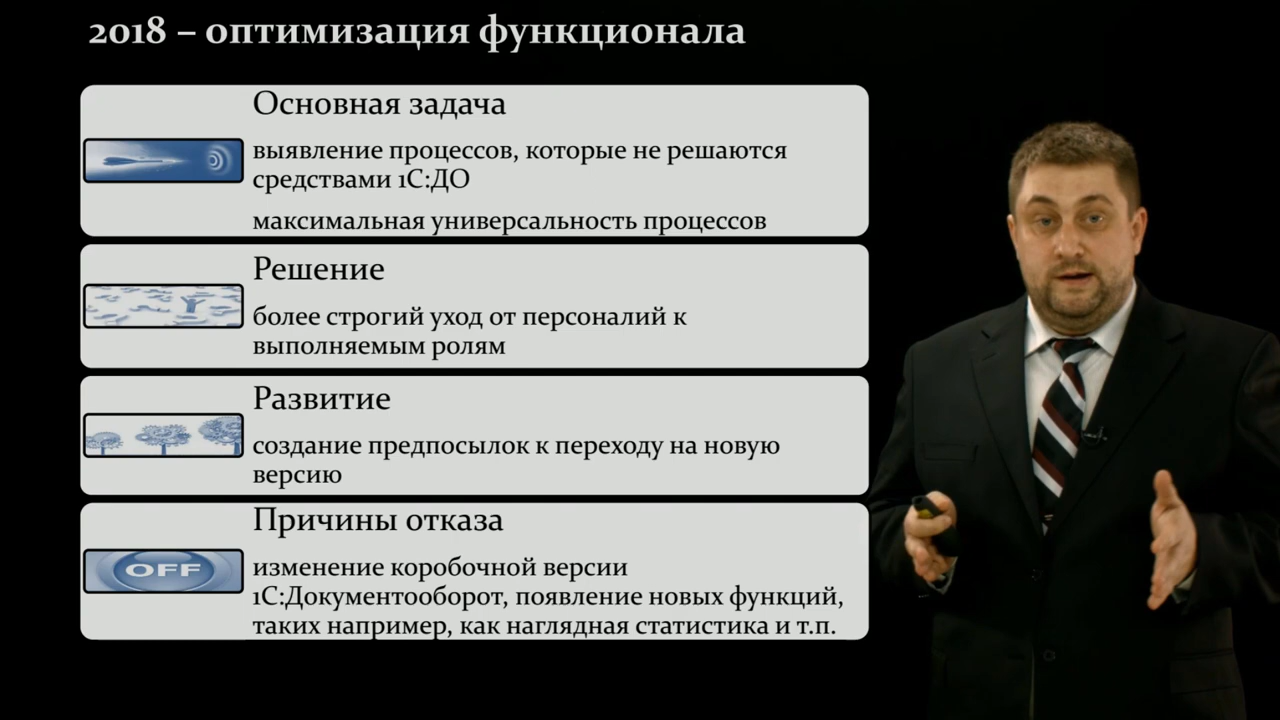 2018 – оптимизация функционала
Основная задача
выявление процессов, которые не решаются
средствами 1С:ДО
максимальная универсальность процессов
Решение
более строгий уход от персоналий к
выполняемым ролям
Развитие
создание предпосылок к переходу на новую
версию
Причины отказа
OFF
изменение коробочной версии
1С:Документооборот, появление новых функций,
таких например, как наглядная статистика и т.п.